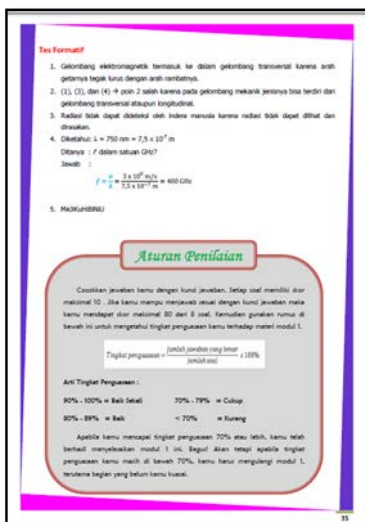 Tes Formatif
1. Gelombang elektromagnetik termasuk ke dalam gelombang transversal karena arah
getarnya tegak lurus dengan arah rambatnya.
2. (1), (3), dan (4) → poin 2 salah karena pada gelombang mekanik jenisnya bisa terdiri dari
gelombang transversal ataupun longitudinal.
3. Radiasi tidak dapat dideteksi oleh indera manusia karena radiasi tidak dapat dilihat dan
dirasakan.
4. Diketahui: λ = 750 nm = 7,5 x 10⁻⁷ m
Ditanya : f dalam satuan GHz?
Jawab :
f = v/λ = 3 x 10⁸ m/s / 7,5 x 10⁻⁷ m = 400 GHz
5. MeJiKuHiBiNiU
Aturan Penilaian
Cocokkan jawaban kamu dengan kunci jawaban. Setiap soal memiliki skor
maksimal 10 . Jika kamu mampu menjawab sesuai dengan kunci jawaban maka
kamu mendapat skor maksimal 80 dari 8 soal. Kemudian gunakan rumus di
bawah ini untuk mengetahui tingkat penguasaan kamu terhadap materi modul 1.
Tingkat penguasaan = jumlah jawaban yang benar / jumlah soal x 100%
Arti Tingkat Penguasaan :
90% - 100% = Baik Sekali 70% - 79% = Cukup
80% - 89% = Baik < 70% = Kurang
Apabila kamu mencapai tingkat penguasaan 70% atau lebih, kamu telah
berhasil menyelesaikan modul 1 ini. Bagus! Akan tetapi apabila tingkat
penguasaan kamu masih di bawah 70%, kamu harus mengulangi modul 1,
terutama bagian yang belum kamu kuasai.
35